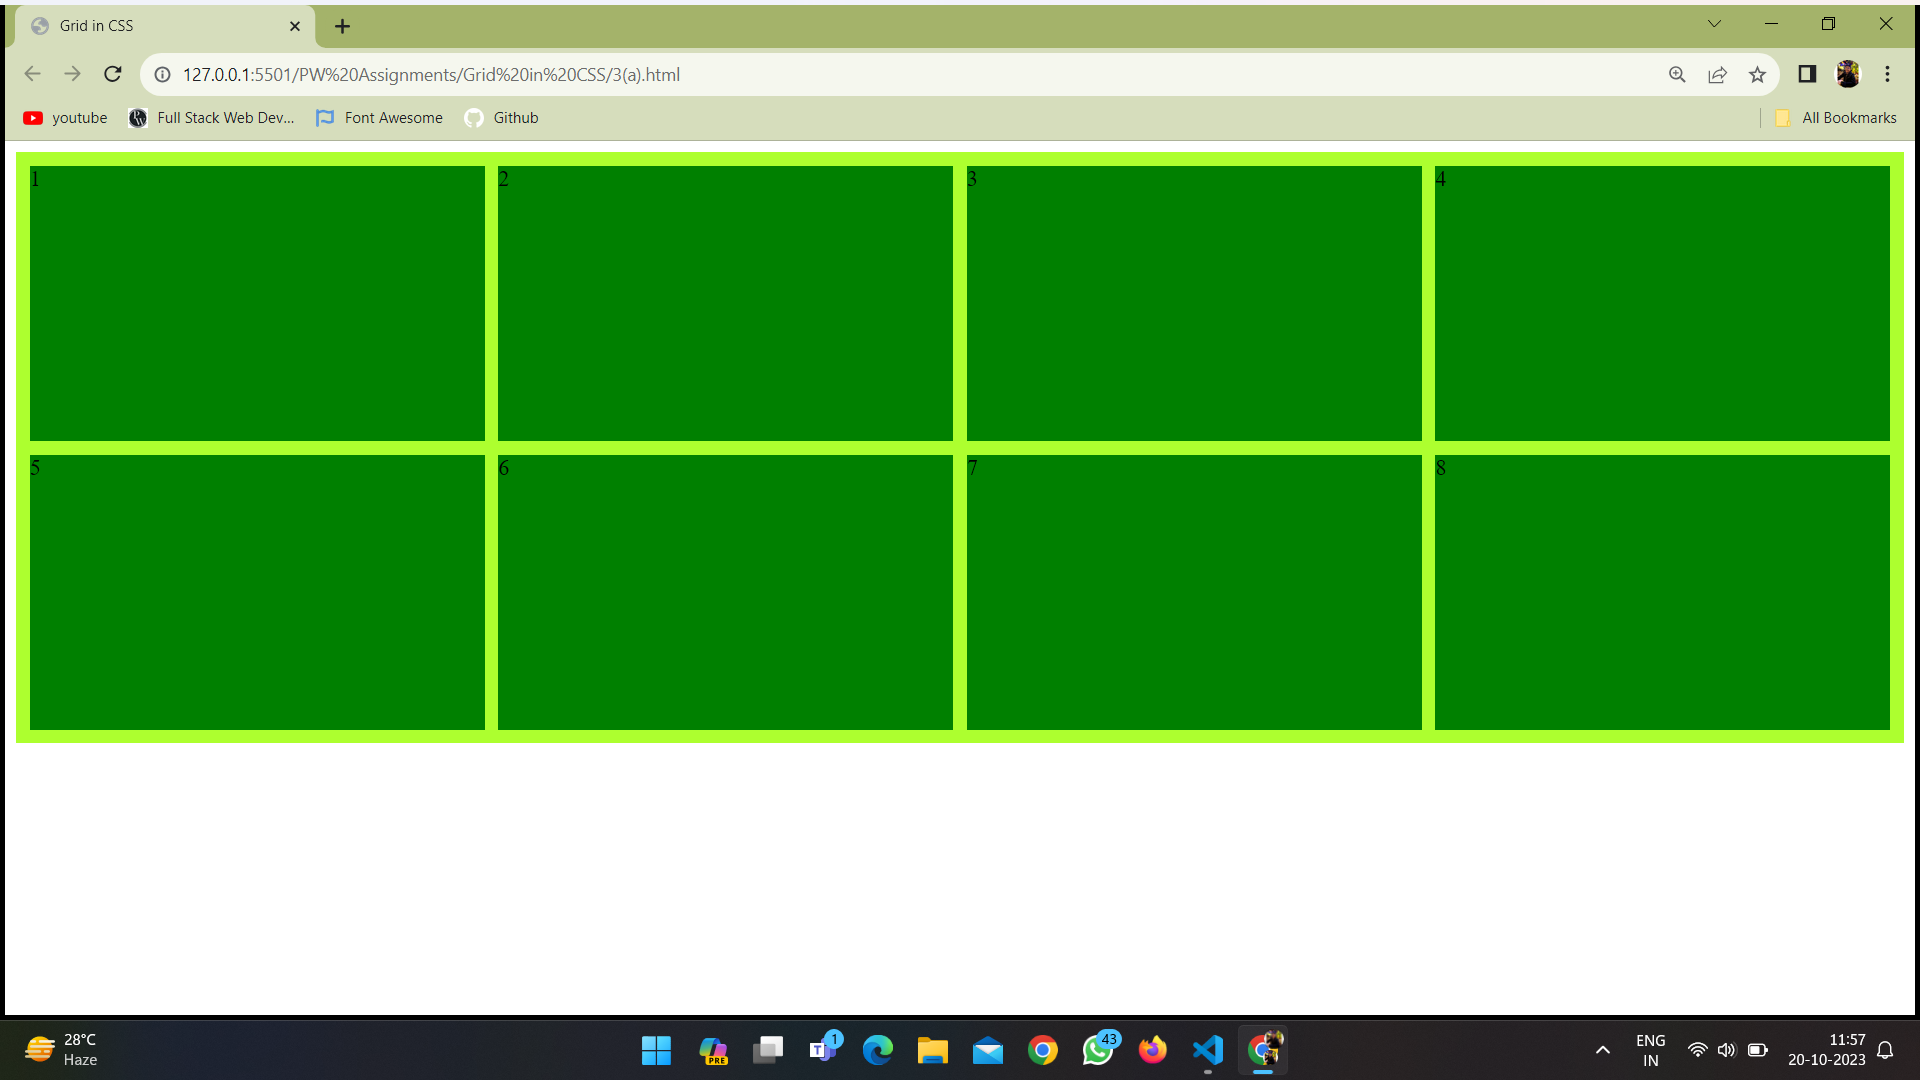 Grid in CSS
127.0.0.1:5501/PW%20Assignments/Grid%20in%20CSS/3(a).html
youtube Full Stack Web Dev... Font Awesome Github All Bookmarks
1 2 3 4
5 6 7 8
28°C
Haze
PRE
T 1
43
ENG
IN
11:57
20-10-2023